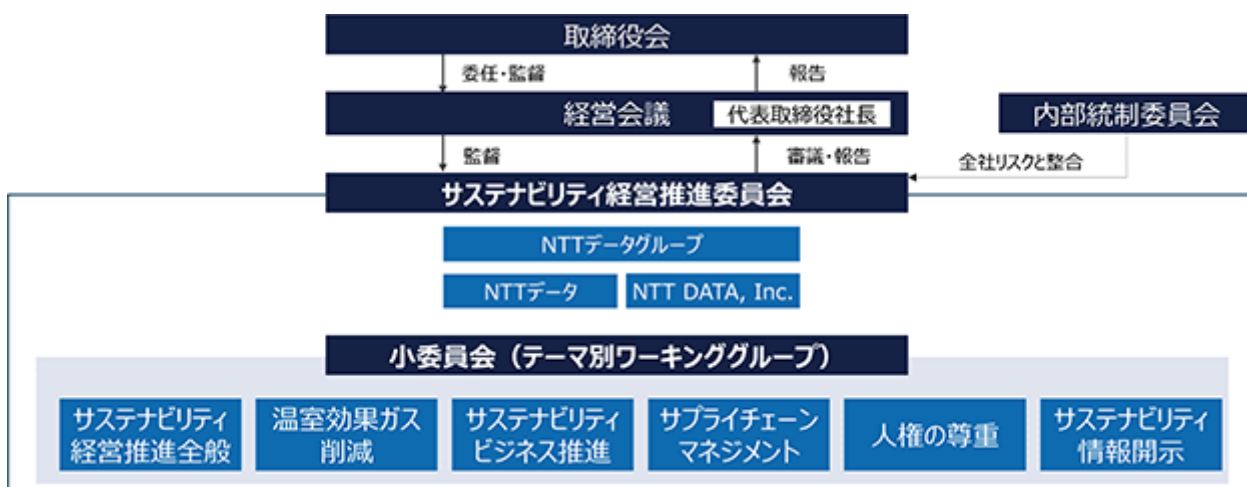 取締役会
委任・監督
報告
経営会議
代表取締役社長
内部統制委員会
監督
審議・報告
全社リスクと整合
サステナビリティ経営推進委員会
NTTデータグループ
NTTデータ
NTT DATA, Inc.
小委員会（テーマ別ワーキンググループ）
サステナビリティ
経営推進全般
温室効果ガス
削減
サステナビリティ
ビジネス推進
サプライチェーン
マネジメント
人権の尊重
サステナビリティ
情報開示